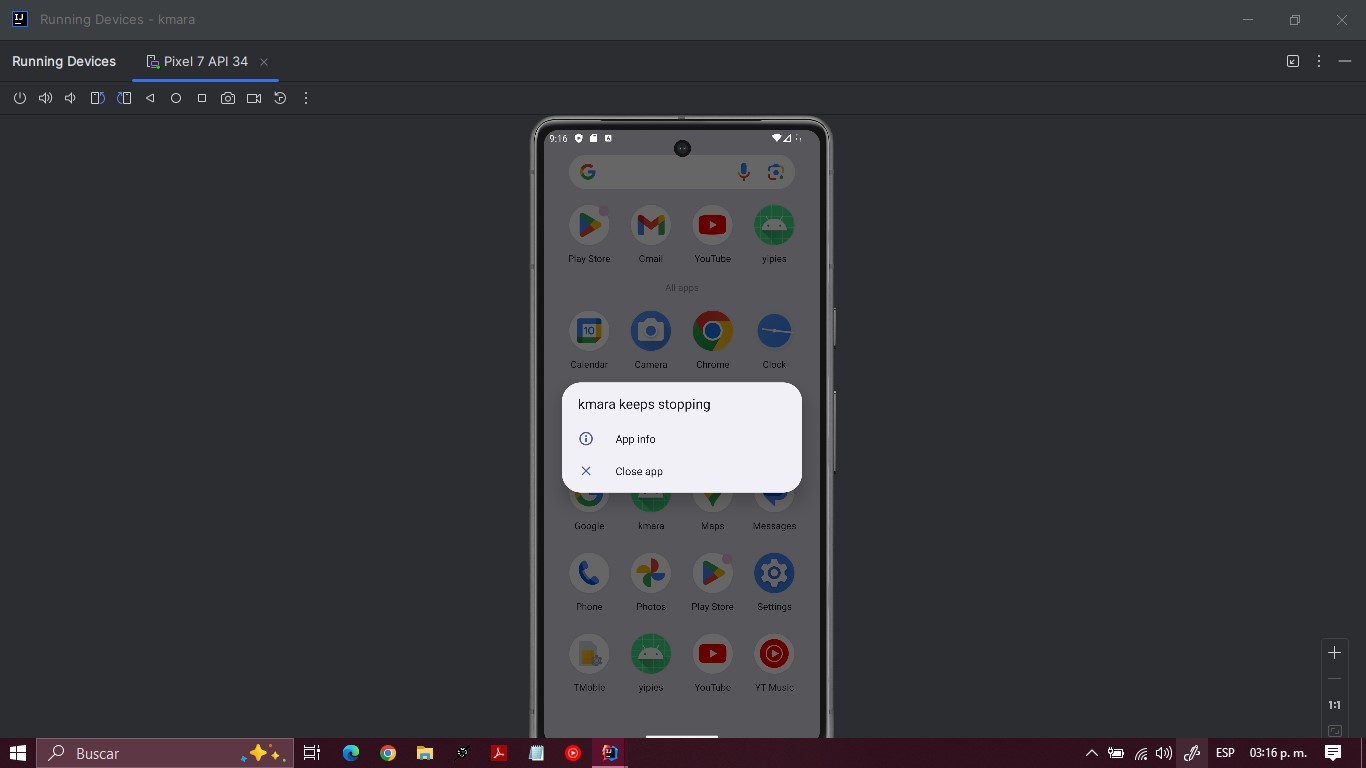 Running Devices - kmara
Running Devices
Pixel 7 API 34
9:16
Play Store
Gmail
YouTube
yipies
All apps
10
Calendar
Camera
Chrome
Clock
kmara keeps stopping
App info
Close app
Google
kmara
Maps
Messages
Phone
Photos
Play Store
Settings
TMoble
yipies
YouTube
YT Music
1:1
Buscar
ESP
03:16 p. m.